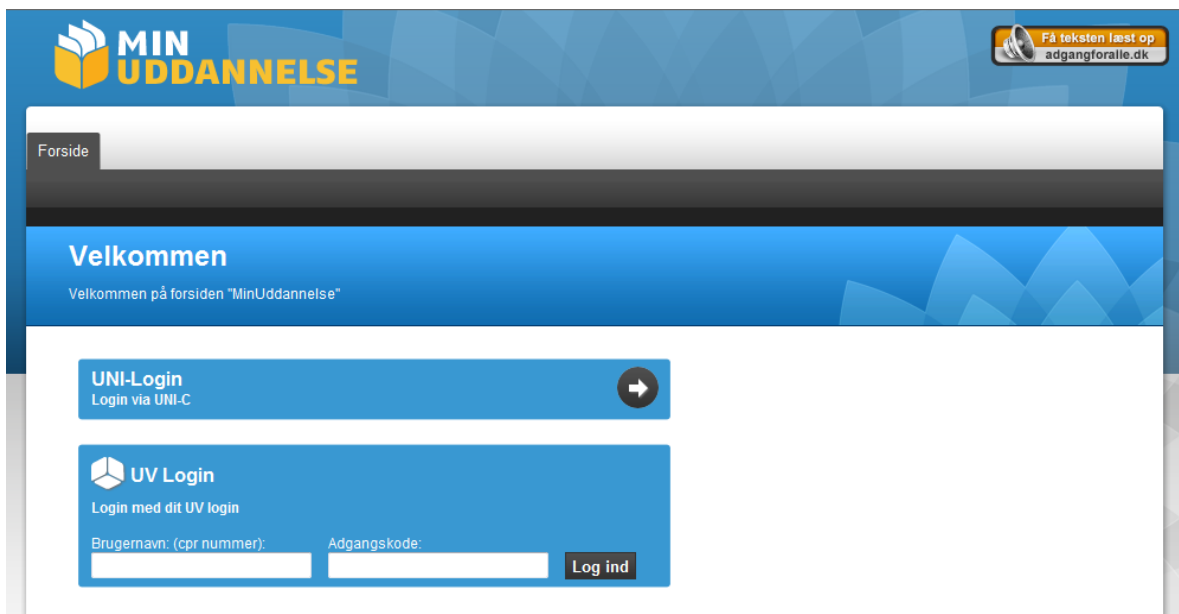 MIN
UDDANNELSE
Få teksten læst op
adgangforalle.dk
Forside
Velkommen
Velkommen på forsiden "MinUddannelse"
UNI-Login
Login via UNI-C
UV Login
Login med dit UV login
Brugernavn: (cpr nummer): Adgangskode:
Log ind